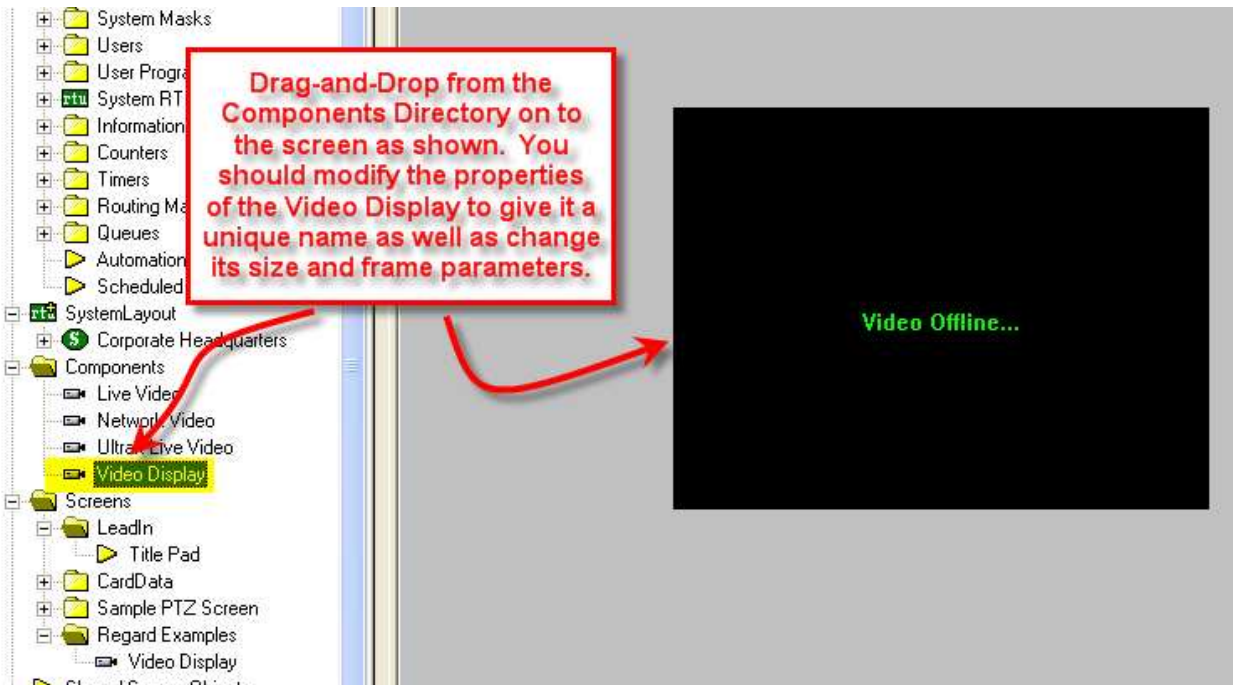 System Masks
Users
User Progra
rtu System RT
Information
Counters
Timers
Routing Ma
Queues
Automation
Scheduled
Drag-and-Drop from the
Components Directory on to
the screen as shown. You
should modify the properties
of the Video Display to give it a
unique name as well as change
its size and frame parameters.
SystemLayout
S Corporate Headquarters
Components
Live Video
Network Video
Live Video
Video Display
Screens
LeadIn
Title Pad
CardData
Sample PTZ Screen
Regard Examples
Video Display
Video Offline...